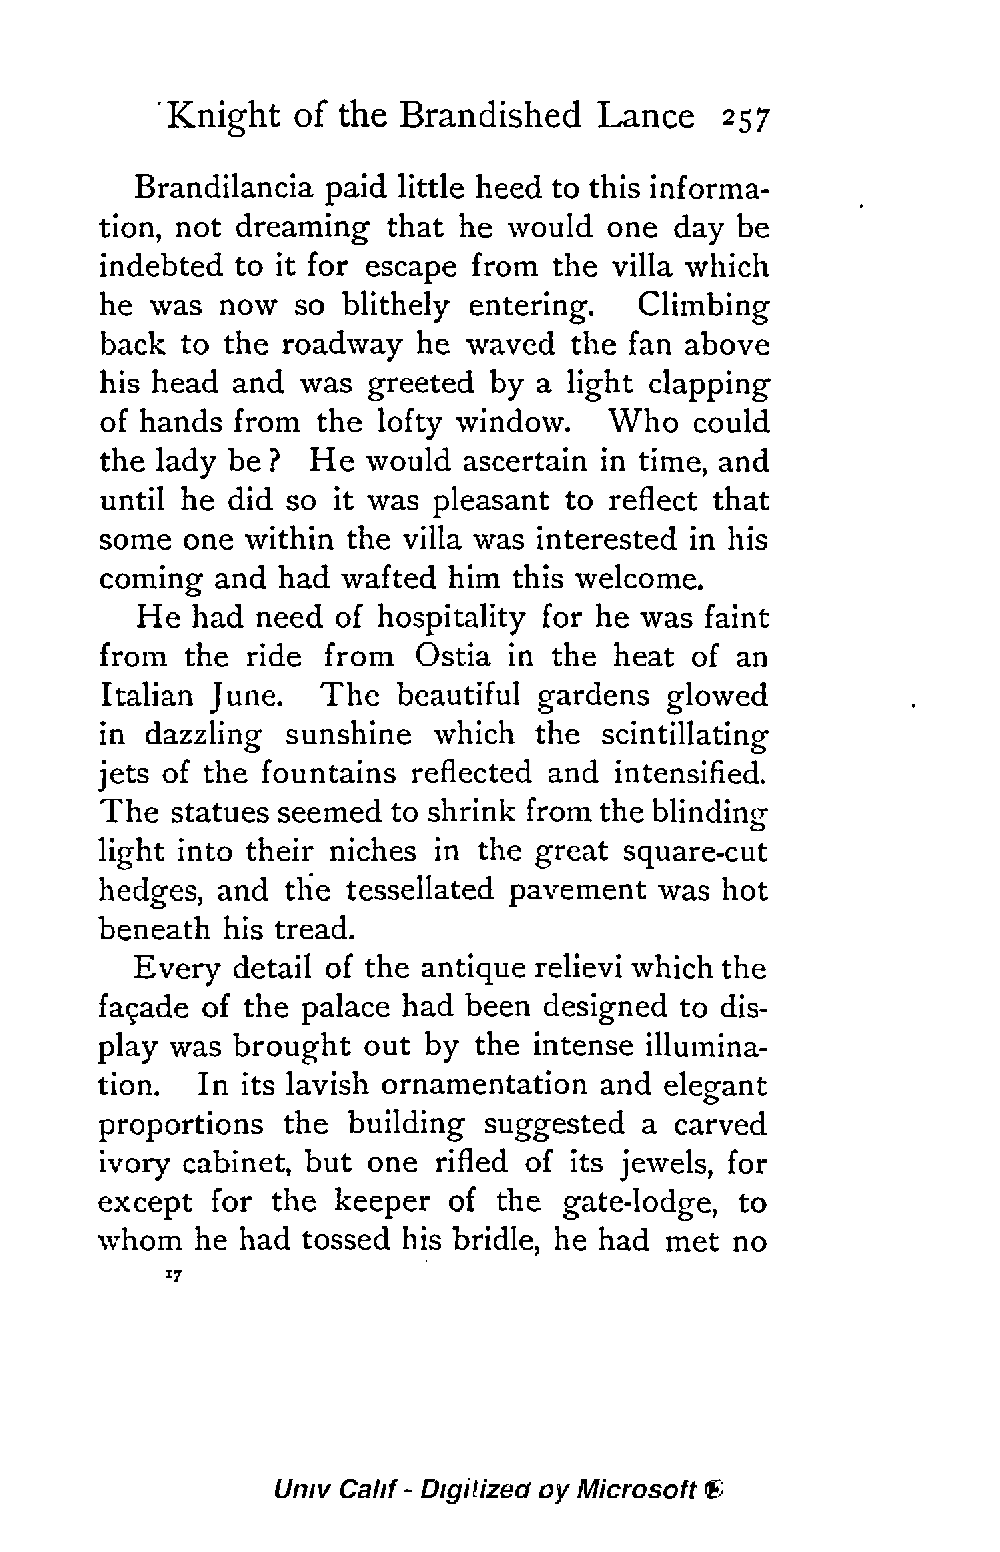 Knight of the Brandished Lance 257
Brandilancia paid little heed to this informa-
tion, not dreaming that he would one day be
indebted to it for escape from the villa which
he was now so blithely entering. Climbing
back to the roadway he waved the fan above
his head and was greeted by a light clapping
of hands from the lofty window. Who could
the lady be? He would ascertain in time, and
until he did so it was pleasant to reflect that
some one within the villa was interested in his
coming and had wafted him this welcome.
He had need of hospitality for he was faint
from the ride from Ostia in the heat of an
Italian June. The beautiful gardens glowed
in dazzling sunshine which the scintillating
jets of the fountains reflected and intensified.
The statues seemed to shrink from the blinding
light into their niches in the great square-cut
hedges, and the tessellated pavement was hot
beneath his tread.
Every detail of the antique relievi which the
façade of the palace had been designed to dis-
play was brought out by the intense illumina-
tion. In its lavish ornamentation and elegant
proportions the building suggested a carved
ivory cabinet, but one rifled of its jewels, for
except for the keeper of the gate-lodge, to
whom he had tossed his bridle, he had met no
17
Univ Calif - Digitized by Microsoft ®